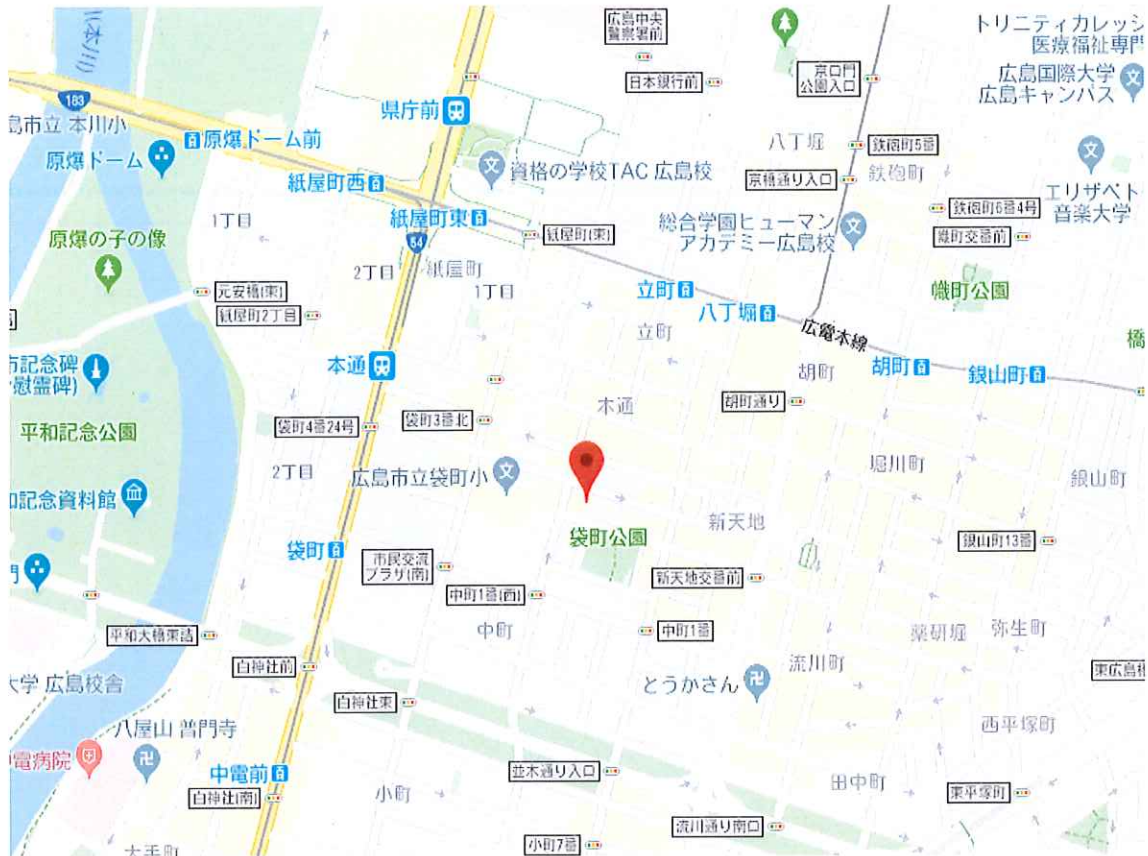 広島中央
警察署前
トリニティカレッジ
医療福祉専門
日本銀行前
京口門
公園入口
広島国際大学
広島キャンパス
本川
183
島市立 本川小
原爆ドーム前
県庁前
八丁堀
鉄砲町5番
原爆ドーム
紙屋町西
資格の学校TAC 広島校
京橋通り入口
鉄砲町
エリザベト
音楽大学
1丁目
紙屋町東
54
紙屋町(東)
総合学園ヒューマン
アカデミー広島校
鉄砲町6番4号
幟町交番前
原爆の子の像
2丁目
紙屋町
1丁目
元安橋(東)
紙屋町2丁目
立町
八丁堀
幟町公園
立町
広電本線
橋
市記念碑
慰霊碑)
本通
胡町
胡町
銀山町
平和記念公園
袋町4番24号
袋町3番北
本通
胡町通り
2丁目
広島市立袋町小
堀川町
銀山町
和記念資料館
新天地
袋町
袋町公園
銀山町13番
門
市民交流
プラザ(南)
中町1番(西)
新天地交番前
平和大橋東詰
中町
中町1番
薬研堀
弥生町
白神社前
流川町
大学 広島校舎
とうかさん
東広島橋
白神社東
八屋山 普門寺
西平塚町
中電病院
中電前
並木通り入口
田中町
白神社(南)
小町
東平塚町
流川通り南口
大手町
小町7番